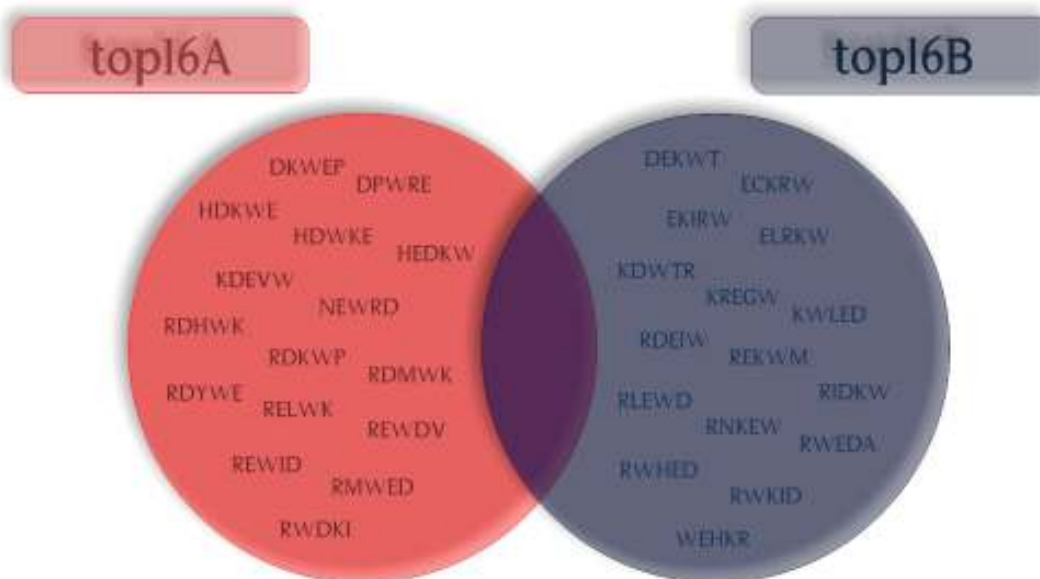 top16A
top16B
DKWEP
DPWRE
HDKWE
HDWKE
HEDKW
KDEVW
NEWRD
RDHWK
RDKWP
RDMWK
RDYWE
RELWK
REWDV
REWID
RMWED
RWDKI
DEKWT
ECKRW
EKIRW
ELRKW
KDWTR
KREGW
KWLED
RDEIW
REKWM
RIDKW
RLEWD
RNKEW
RWEDA
RWHED
RWKID
WEHKR